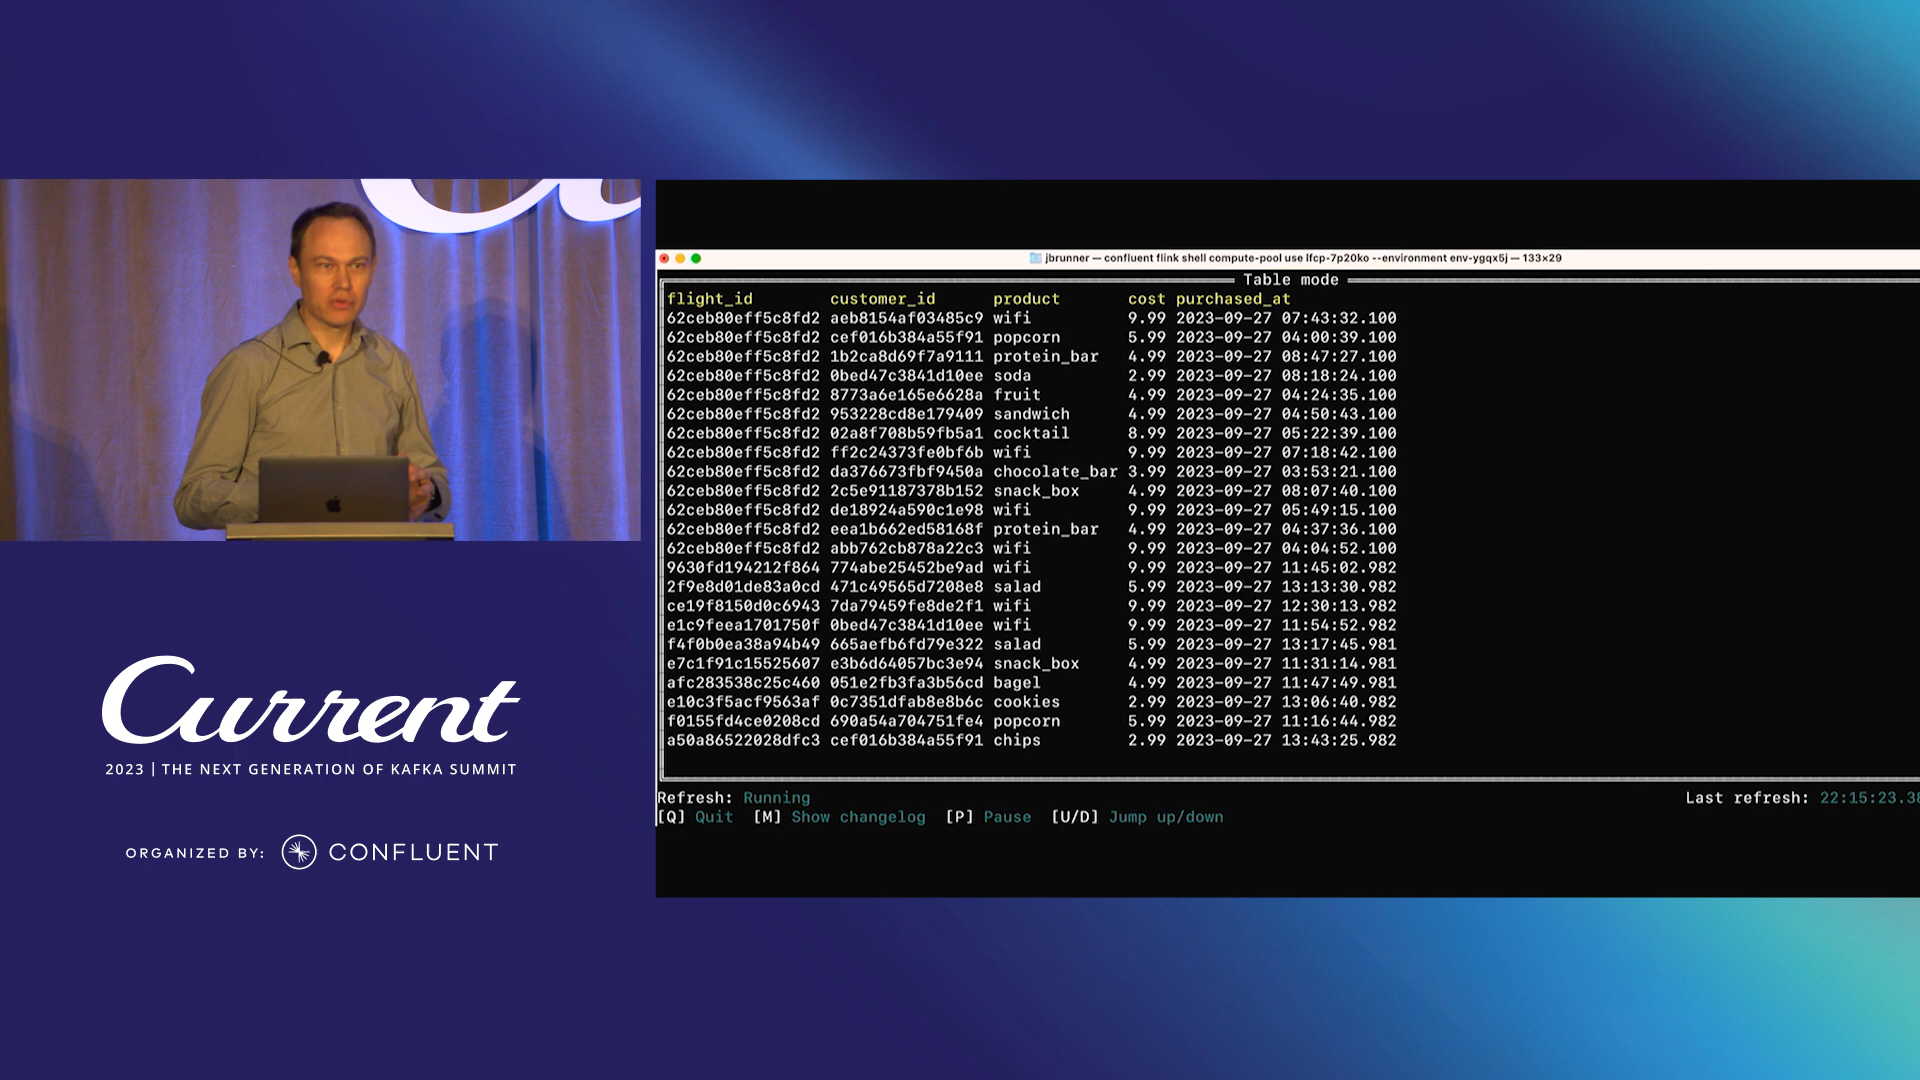 jbrunner — confluent flink shell compute-pool use lfcp-7p20ko --environment env-ygqx5j — 133×29
Table mode
flight_id customer_id product cost purchased_at
62ceb80eff5c8fd2 aeb8154af03485c9 wifi 9.99 2023-09-27 07:43:32.100
62ceb80eff5c8fd2 cef016b384a55f91 popcorn 5.99 2023-09-27 04:00:39.100
62ceb80eff5c8fd2 1b2ca8d69f7a9111 protein_bar 4.99 2023-09-27 08:47:27.100
62ceb80eff5c8fd2 0bed47c3841d10ee soda 2.99 2023-09-27 08:18:24.100
62ceb80eff5c8fd2 8773a6e165e6628a fruit 4.99 2023-09-27 04:24:35.100
62ceb80eff5c8fd2 953228cd8e179409 sandwich 4.99 2023-09-27 04:50:43.100
62ceb80eff5c8fd2 02a8f708b59fb5a1 cocktail 8.99 2023-09-27 05:22:39.100
62ceb80eff5c8fd2 ff2c24373fe0bf6b wifi 9.99 2023-09-27 07:18:42.100
62ceb80eff5c8fd2 da376673fbf9450a chocolate_bar 3.99 2023-09-27 03:53:21.100
62ceb80eff5c8fd2 2c5e91187378b152 snack_box 4.99 2023-09-27 08:07:40.100
62ceb80eff5c8fd2 de18924a590c1e98 wifi 9.99 2023-09-27 05:49:15.100
62ceb80eff5c8fd2 eea1b662ed58168f protein_bar 4.99 2023-09-27 04:37:36.100
62ceb80eff5c8fd2 abb762cb878a22c3 wifi 9.99 2023-09-27 04:04:52.100
9630fd194212f864 774abe25452be9ad wifi 9.99 2023-09-27 11:45:02.982
2f9e8d01de83a0cd 471c49565d7208e8 salad 5.99 2023-09-27 13:13:30.982
ce19f8150d0c6943 7da79459fe8de2f1 wifi 9.99 2023-09-27 12:30:13.982
e1c9feea1701750f 0bed47c3841d10ee wifi 9.99 2023-09-27 11:54:52.982
f4f0b0ea38a94b49 665aefb6fd79e322 salad 5.99 2023-09-27 13:17:45.981
e7c1f91c15525607 e3b6d64057bc3e94 snack_box 4.99 2023-09-27 11:31:14.981
afc283538c25c460 051e2fb3fa3b56cd bagel 4.99 2023-09-27 11:47:49.981
e10c3f5acf9563af 0c7351dfab8e8b6c cookies 2.99 2023-09-27 13:06:40.982
f0155fd4ce0208cd 690a54a704751fe4 popcorn 5.99 2023-09-27 11:16:44.982
a50a86522028dfc3 cef016b384a55f91 chips 2.99 2023-09-27 13:43:25.982
Refresh: Running Last refresh: 22:15:23.38
[Q] Quit [M] Show changelog [P] Pause [U/D] Jump up/down
Current
2023 | THE NEXT GENERATION OF KAFKA SUMMIT
ORGANIZED BY: CONFLUENT